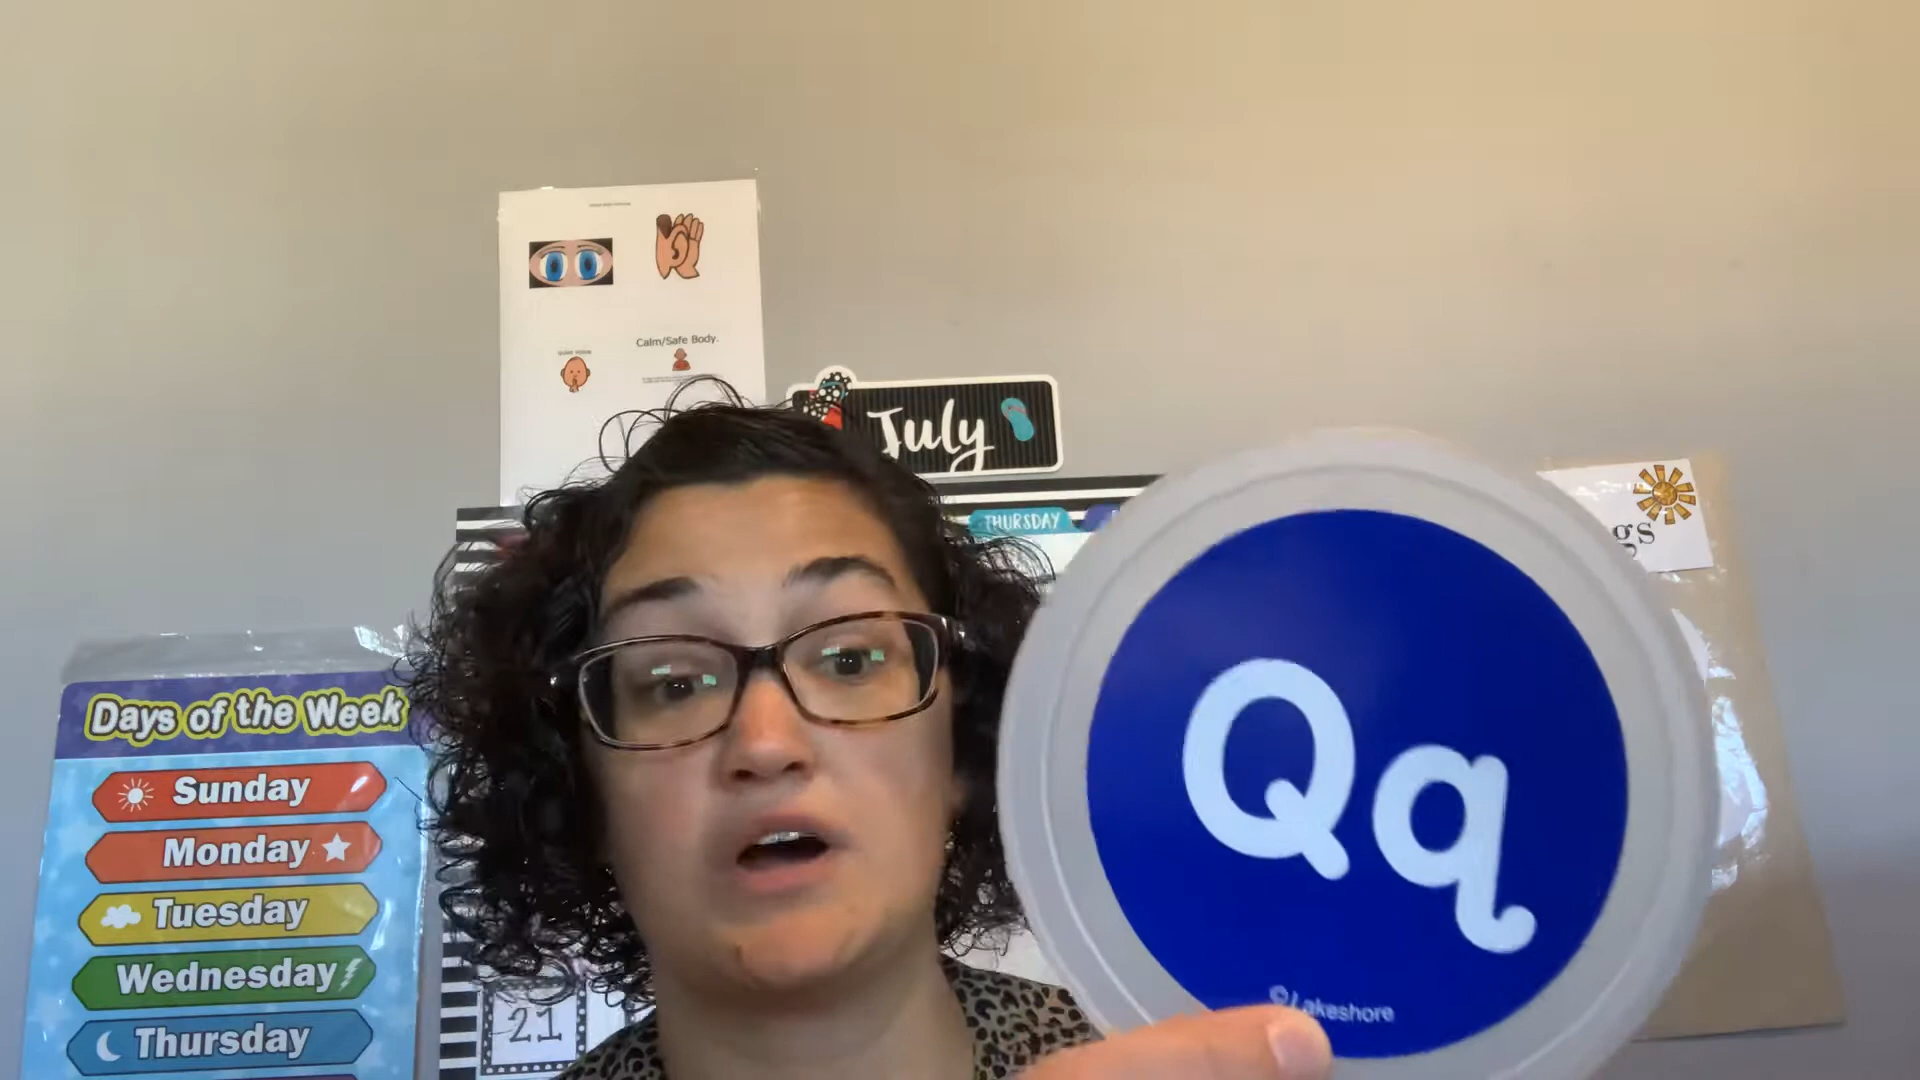 Calm/Safe Body.
July
THURSDAY
gs
Days of the Week
Sunday
Monday
Tuesday
Wednesday
Thursday
21
Qq
©Lakeshore